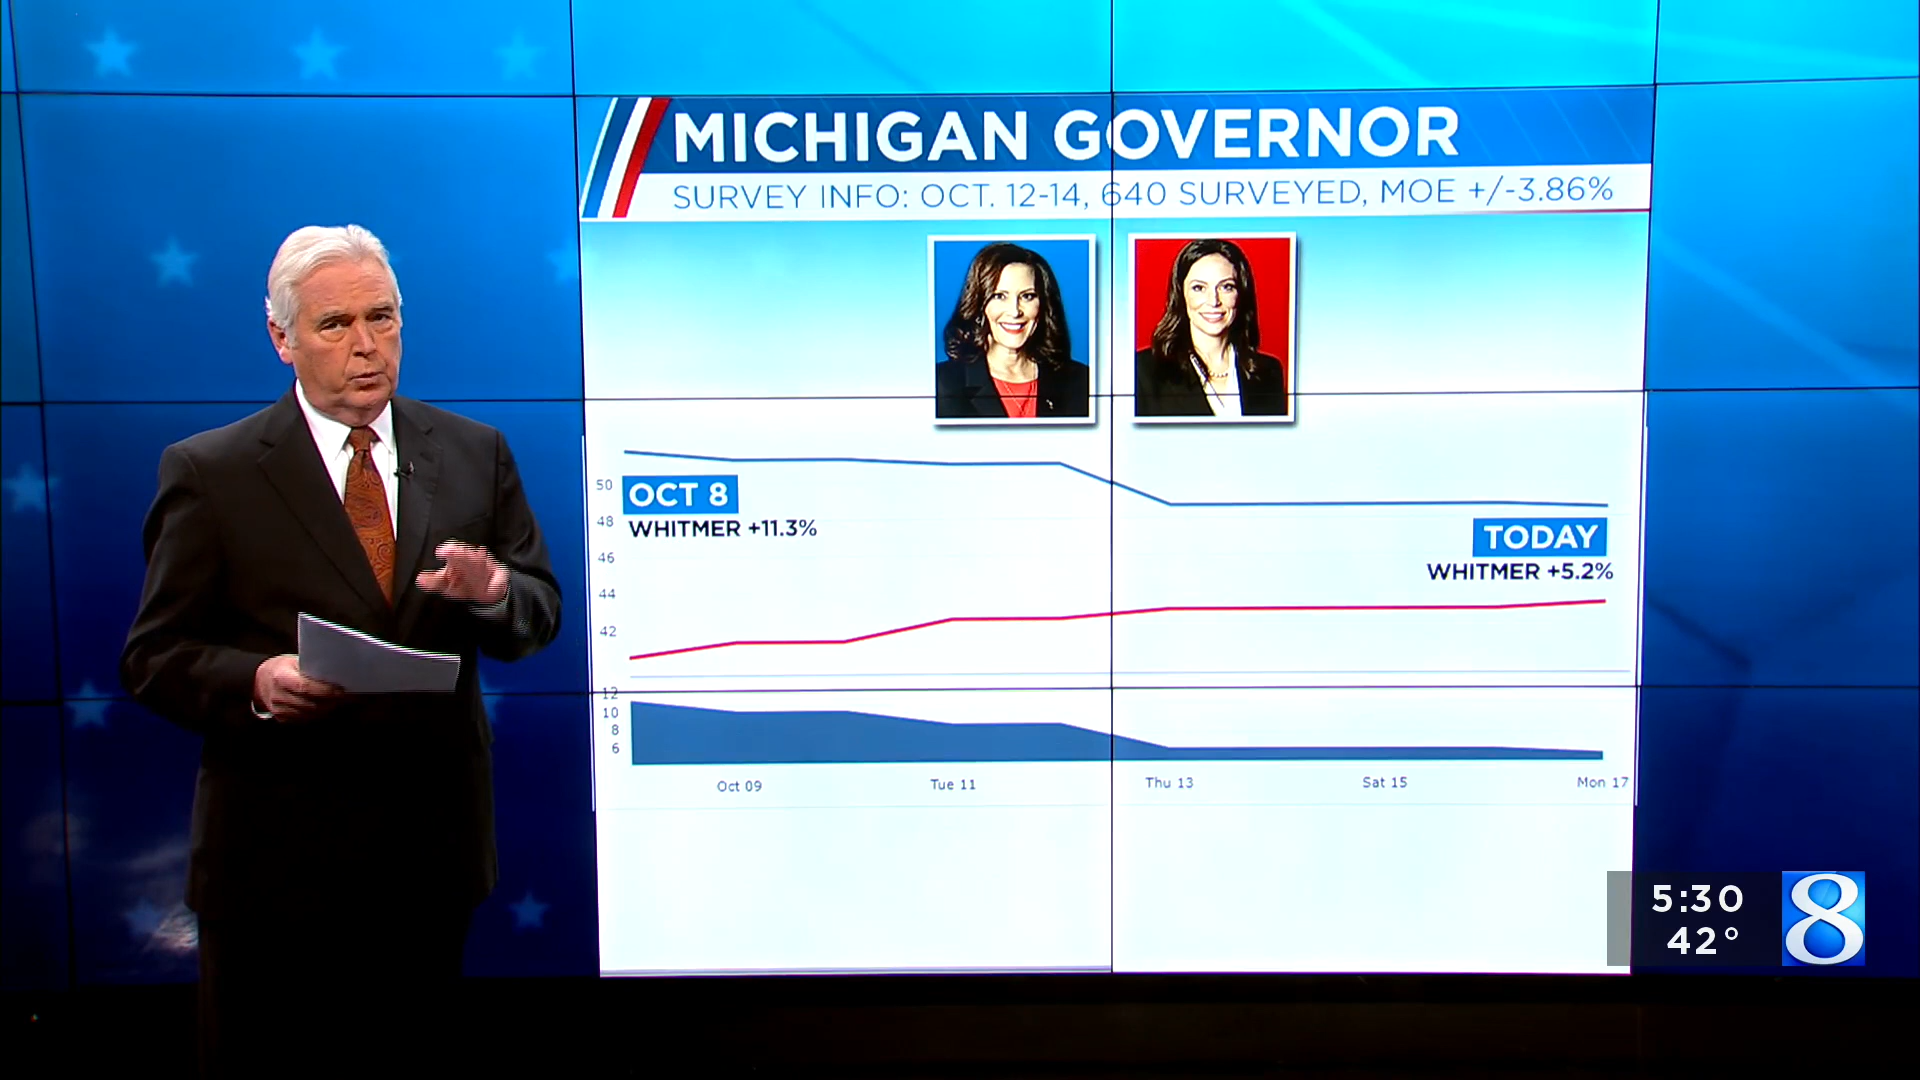 MICHIGAN GOVERNOR
SURVEY INFO: OCT. 12-14, 640 SURVEYED, MOE +/-3.86%
50
OCT 8
48
WHITMER +11.3%
TODAY
46
WHITMER +5.2%
44
42
12
10
8
6
Oct 09
Tue 11
Thu 13
Sat 15
Mon 17
5:30
42°
8